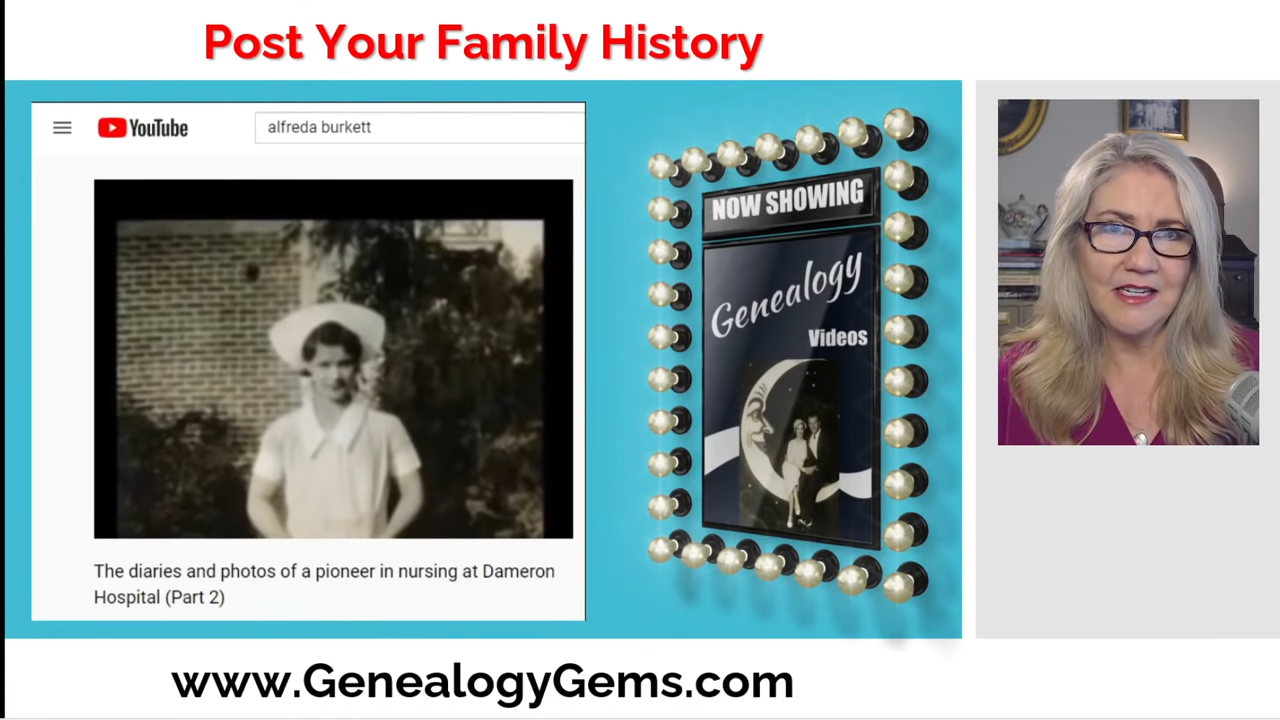 Post Your Family History
YouTube
alfreda burkett
NOW SHOWING
Genealogy
Videos
The diaries and photos of a pioneer in nursing at Dameron
Hospital (Part 2)
www.GenealogyGems.com